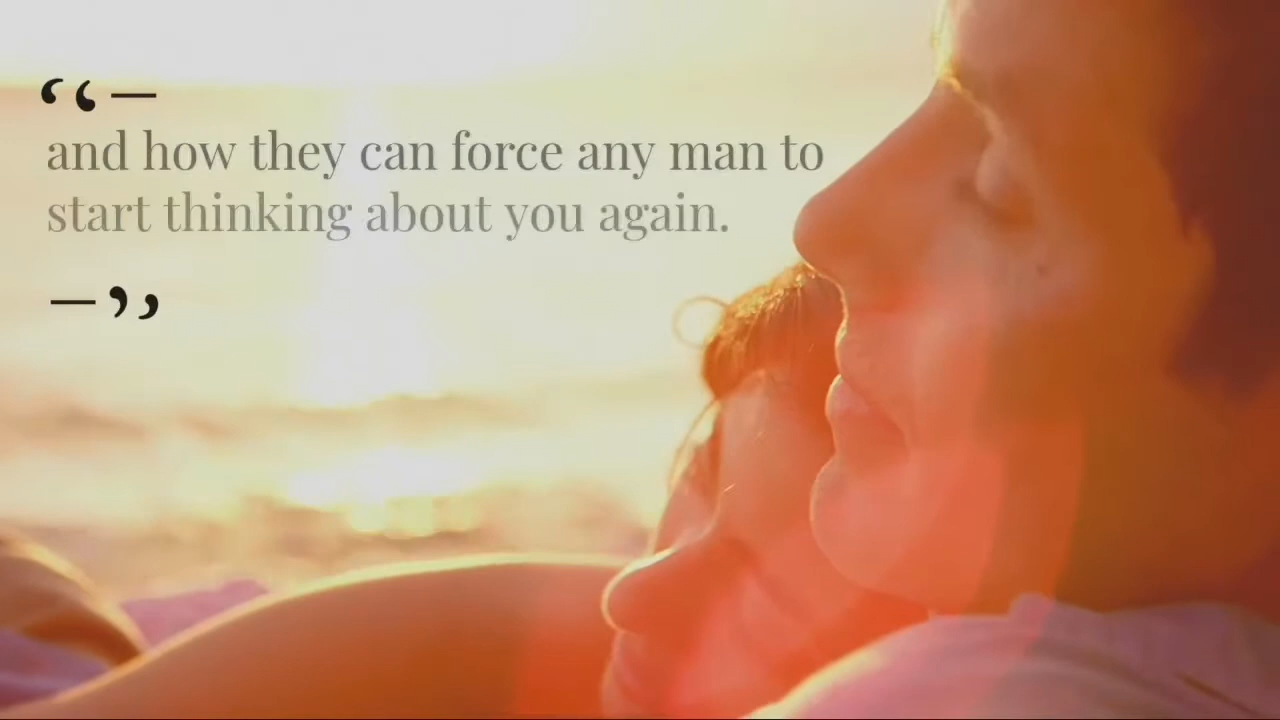 “—
and how they can force any man to
start thinking about you again.
—”